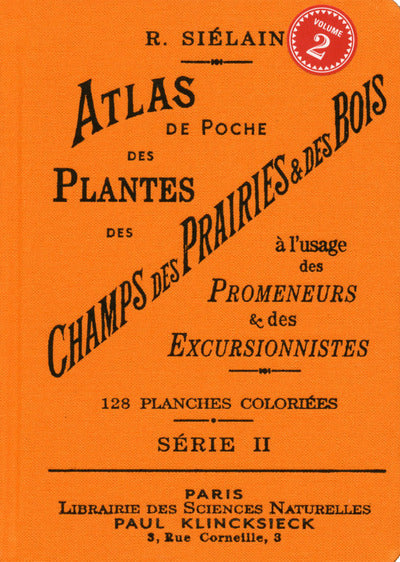 R. SIÉLAIN
VOLUME
2
ATLAS
DE POCHE
DES
PLANTES
DES
CHAMPS DES PRAIRIES & DES BOIS
à l'usage
des
PROMENEURS
& des
EXCURSIONNISTES
128 PLANCHES COLORIÉES
SÉRIE II
PARIS
LIBRAIRIE DES SCIENCES NATURELLES
PAUL KLINCKSIECK
3, RUE CORNEILLE, 3